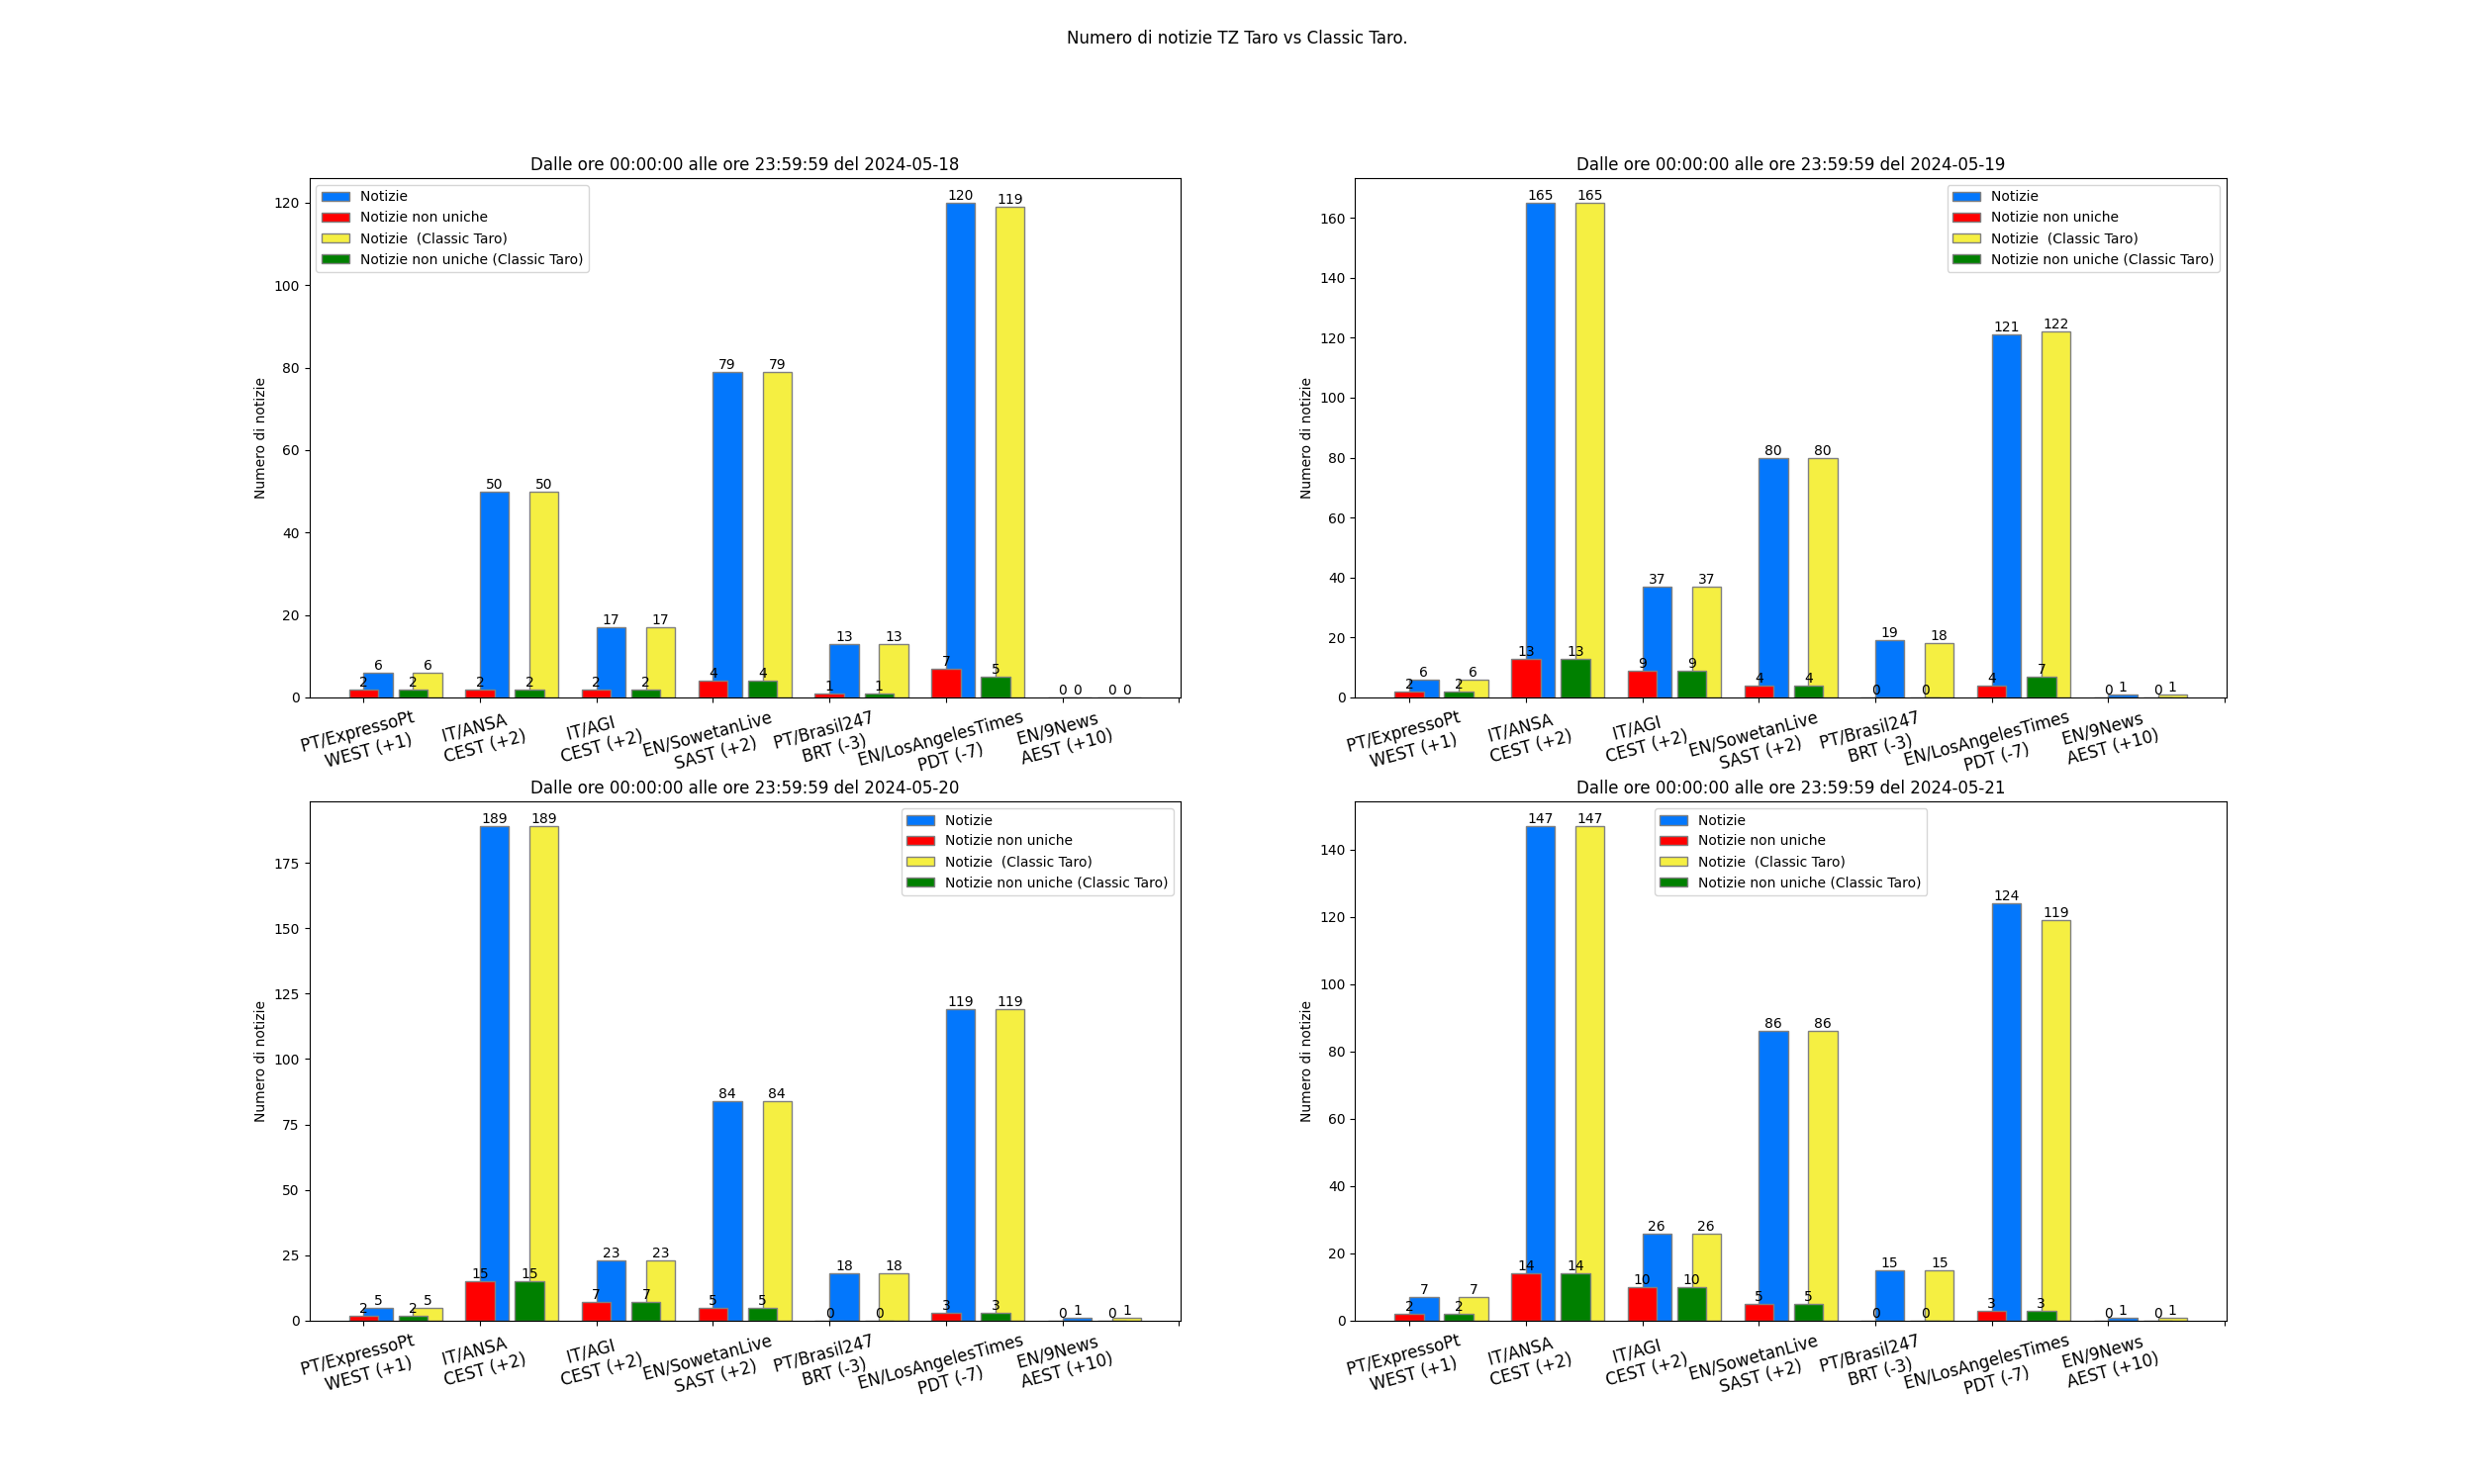 Numero di notizie TZ Taro vs Classic Taro.
Dalle ore 00:00:00 alle ore 23:59:59 del 2024-05-18
Notizie
Notizie non uniche
Notizie (Classic Taro)
Notizie non uniche (Classic Taro)
Numero di notizie
120
100
80
60
40
20
0
6 6
2 2
50 50
2 2
17 17
2 2
79 79
4 4
13 13
1 1
120 119
7 5
0 0 0 0
PT/ExpressoPt
WEST (+1)
IT/ANSA
CEST (+2)
IT/AGI
CEST (+2)
EN/SowetanLive
SAST (+2)
PT/Brasil247
BRT (-3)
EN/LosAngelesTimes
PDT (-7)
EN/9News
AEST (+10)
Dalle ore 00:00:00 alle ore 23:59:59 del 2024-05-19
Notizie
Notizie non uniche
Notizie (Classic Taro)
Notizie non uniche (Classic Taro)
Numero di notizie
160
140
120
100
80
60
40
20
0
6 6
2 2
165 165
13 13
37 37
9 9
80 80
4 4
19 18
0 0
121 122
4 7
0 1 0 1
PT/ExpressoPt
WEST (+1)
IT/ANSA
CEST (+2)
IT/AGI
CEST (+2)
EN/SowetanLive
SAST (+2)
PT/Brasil247
BRT (-3)
EN/LosAngelesTimes
PDT (-7)
EN/9News
AEST (+10)
Dalle ore 00:00:00 alle ore 23:59:59 del 2024-05-20
Notizie
Notizie non uniche
Notizie (Classic Taro)
Notizie non uniche (Classic Taro)
Numero di notizie
175
150
125
100
75
50
25
0
5 5
2 2
189 189
15 15
23 23
7 7
84 84
5 5
18 18
0 0
119 119
3 3
0 1 0 1
PT/ExpressoPt
WEST (+1)
IT/ANSA
CEST (+2)
IT/AGI
CEST (+2)
EN/SowetanLive
SAST (+2)
PT/Brasil247
BRT (-3)
EN/LosAngelesTimes
PDT (-7)
EN/9News
AEST (+10)
Dalle ore 00:00:00 alle ore 23:59:59 del 2024-05-21
Notizie
Notizie non uniche
Notizie (Classic Taro)
Notizie non uniche (Classic Taro)
Numero di notizie
140
120
100
80
60
40
20
0
7 7
2 2
147 147
14 14
26 26
10 10
86 86
5 5
15 15
0 0
124 119
3 3
0 1 0 1
PT/ExpressoPt
WEST (+1)
IT/ANSA
CEST (+2)
IT/AGI
CEST (+2)
EN/SowetanLive
SAST (+2)
PT/Brasil247
BRT (-3)
EN/LosAngelesTimes
PDT (-7)
EN/9News
AEST (+10)